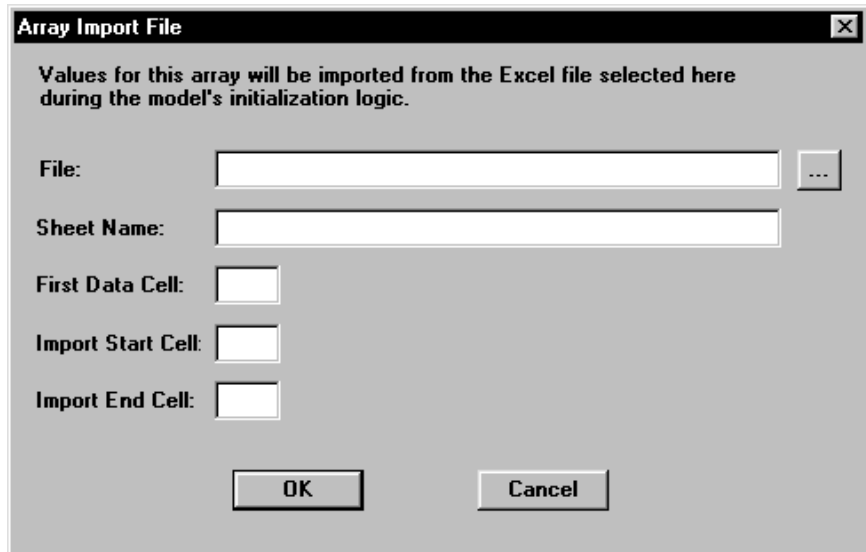 Array Import File
Values for this array will be imported from the Excel file selected here
during the model's initialization logic.
File:
...
Sheet Name:
First Data Cell:
Import Start Cell:
Import End Cell:
OK
Cancel